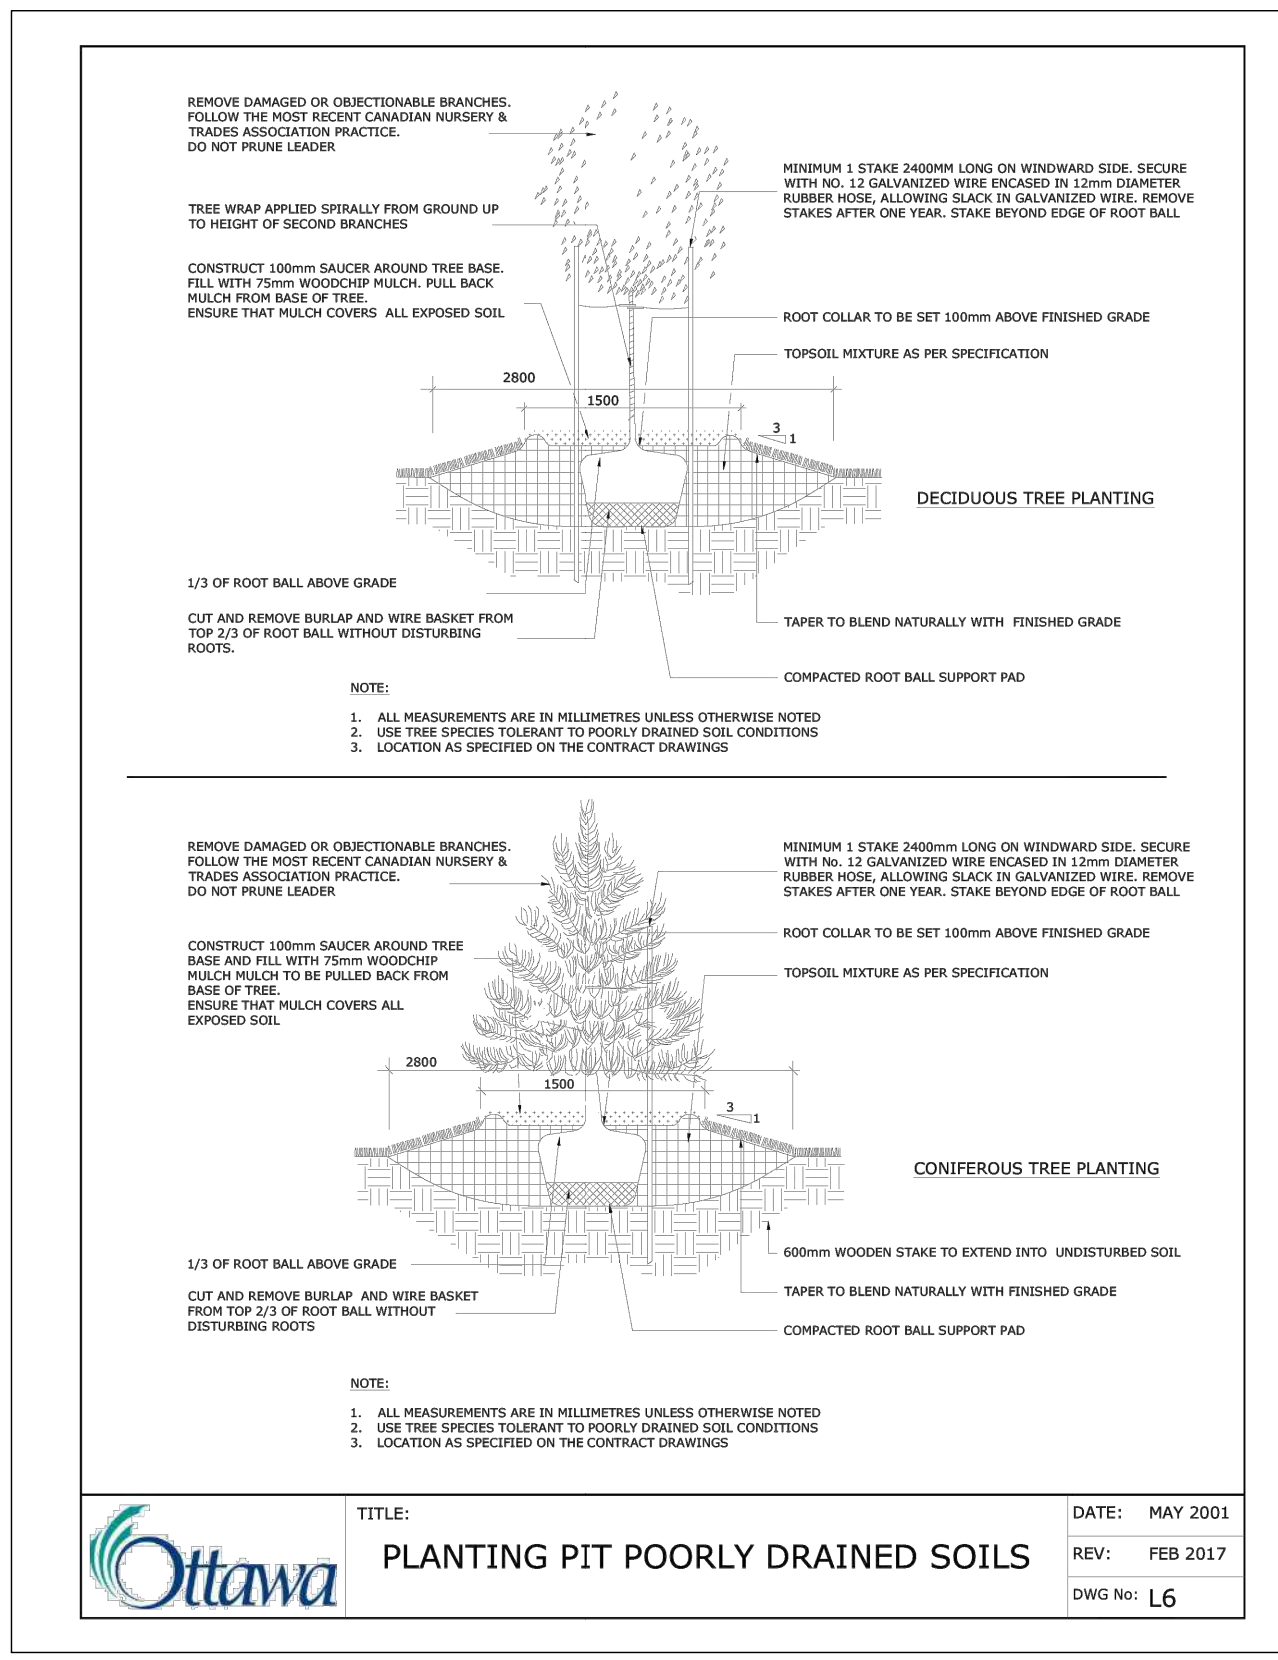 REMOVE DAMAGED OR OBJECTIONABLE BRANCHES.
FOLLOW THE MOST RECENT CANADIAN NURSERY &
TRADES ASSOCIATION PRACTICE.
DO NOT PRUNE LEADER
MINIMUM 1 STAKE 2400MM LONG ON WINDWARD SIDE. SECURE
WITH NO. 12 GALVANIZED WIRE ENCASED IN 12mm DIAMETER
RUBBER HOSE, ALLOWING SLACK IN GALVANIZED WIRE. REMOVE
STAKES AFTER ONE YEAR. STAKE BEYOND EDGE OF ROOT BALL
TREE WRAP APPLIED SPIRALLY FROM GROUND UP
TO HEIGHT OF SECOND BRANCHES
CONSTRUCT 100mm SAUCER AROUND TREE BASE.
FILL WITH 75mm WOODCHIP MULCH. PULL BACK
MULCH FROM BASE OF TREE.
ENSURE THAT MULCH COVERS ALL EXPOSED SOIL
ROOT COLLAR TO BE SET 100mm ABOVE FINISHED GRADE
TOPSOIL MIXTURE AS PER SPECIFICATION
2800
1500
3
1
DECIDUOUS TREE PLANTING
1/3 OF ROOT BALL ABOVE GRADE
CUT AND REMOVE BURLAP AND WIRE BASKET FROM
TOP 2/3 OF ROOT BALL WITHOUT DISTURBING
ROOTS.
TAPER TO BLEND NATURALLY WITH FINISHED GRADE
COMPACTED ROOT BALL SUPPORT PAD
NOTE:
1. ALL MEASUREMENTS ARE IN MILLIMETRES UNLESS OTHERWISE NOTED
2. USE TREE SPECIES TOLERANT TO POORLY DRAINED SOIL CONDITIONS
3. LOCATION AS SPECIFIED ON THE CONTRACT DRAWINGS
REMOVE DAMAGED OR OBJECTIONABLE BRANCHES.
FOLLOW THE MOST RECENT CANADIAN NURSERY &
TRADES ASSOCIATION PRACTICE.
DO NOT PRUNE LEADER
MINIMUM 1 STAKE 2400mm LONG ON WINDWARD SIDE. SECURE
WITH No. 12 GALVANIZED WIRE ENCASED IN 12mm DIAMETER
RUBBER HOSE, ALLOWING SLACK IN GALVANIZED WIRE. REMOVE
STAKES AFTER ONE YEAR. STAKE BEYOND EDGE OF ROOT BALL
ROOT COLLAR TO BE SET 100mm ABOVE FINISHED GRADE
CONSTRUCT 100mm SAUCER AROUND TREE
BASE AND FILL WITH 75mm WOODCHIP
MULCH MULCH TO BE PULLED BACK FROM
BASE OF TREE.
ENSURE THAT MULCH COVERS ALL
EXPOSED SOIL
TOPSOIL MIXTURE AS PER SPECIFICATION
2800
1500
3
1
CONIFEROUS TREE PLANTING
600mm WOODEN STAKE TO EXTEND INTO UNDISTURBED SOIL
1/3 OF ROOT BALL ABOVE GRADE
CUT AND REMOVE BURLAP AND WIRE BASKET
FROM TOP 2/3 OF ROOT BALL WITHOUT
DISTURBING ROOTS
TAPER TO BLEND NATURALLY WITH FINISHED GRADE
COMPACTED ROOT BALL SUPPORT PAD
NOTE:
1. ALL MEASUREMENTS ARE IN MILLIMETRES UNLESS OTHERWISE NOTED
2. USE TREE SPECIES TOLERANT TO POORLY DRAINED SOIL CONDITIONS
3. LOCATION AS SPECIFIED ON THE CONTRACT DRAWINGS
Ottawa
TITLE:
PLANTING PIT POORLY DRAINED SOILS
DATE: MAY 2001
REV: FEB 2017
DWG No: L6